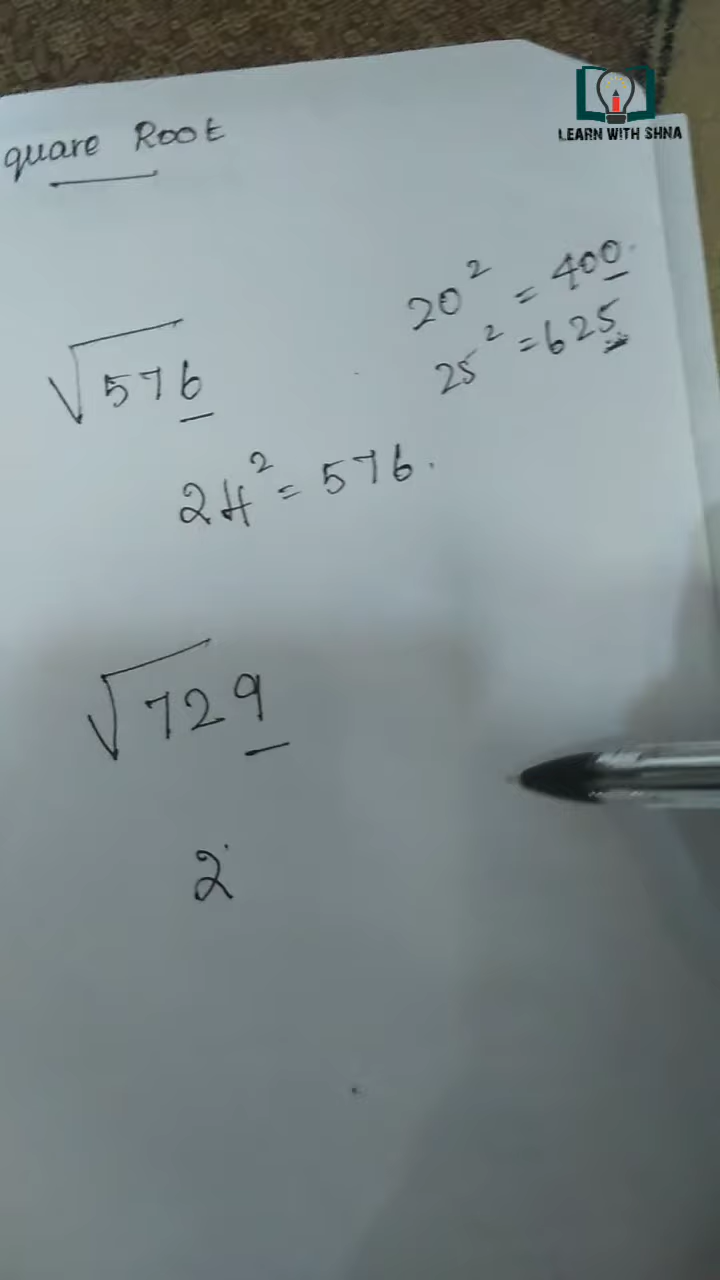 LEARN WITH SHNA
quare Root
20² = 400.
√576
25² = 625
24² = 576.
√729
2